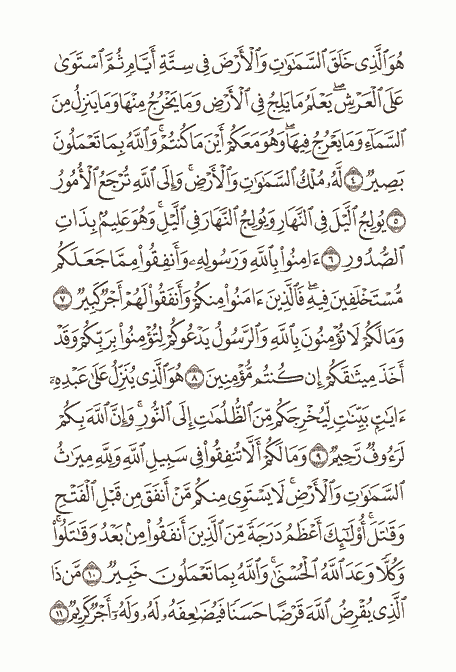 هُوَ ٱلَّذِى خَلَقَ ٱلسَّمَـٰوَٰتِ وَٱلْأَرْضَ فِى سِتَّةِ أَيَّامٍ ثُمَّ ٱسْتَوَىٰ
عَلَى ٱلْعَرْشِ ۚ يَعْلَمُ مَا يَلِجُ فِى ٱلْأَرْضِ وَمَا يَخْرُجُ مِنْهَا وَمَا يَنزِلُ مِنَ
ٱلسَّمَآءِ وَمَا يَعْرُجُ فِيهَا ۖ وَهُوَ مَعَكُمْ أَيْنَ مَا كُنتُمْ ۚ وَٱللَّهُ بِمَا تَعْمَلُونَ
بَصِيرٌ ٤ لَّهُۥ مُلْكُ ٱلسَّمَـٰوَٰتِ وَٱلْأَرْضِ ۚ وَإِلَى ٱللَّهِ تُرْجَعُ ٱلْأُمُورُ
٥ يُولِجُ ٱلَّيْلَ فِى ٱلنَّهَارِ وَيُولِجُ ٱلنَّهَارَ فِى ٱلَّيْلِ ۚ وَهُوَ عَلِيمٌۢ بِذَاتِ
ٱلصُّدُورِ ٦ ءَامِنُوا۟ بِٱللَّهِ وَرَسُولِهِۦ وَأَنفِقُوا۟ مِمَّا جَعَلَكُم
مُّسْتَخْلَفِينَ فِيهِ ۖ فَٱلَّذِينَ ءَامَنُوا۟ مِنكُمْ وَأَنفَقُوا۟ لَهُمْ أَجْرٌ كَبِيرٌ ٧
وَمَا لَكُمْ لَا تُؤْمِنُونَ بِٱللَّهِ ۙ وَٱلرَّسُولُ يَدْعُوكُمْ لِتُؤْمِنُوا۟ بِرَبِّكُمْ وَقَدْ
أَخَذَ مِيثَـٰقَكُمْ إِن كُنتُم مُّؤْمِنِينَ ٨ هُوَ ٱلَّذِى يُنَزِّلُ عَلَىٰ عَبْدِهِۦٓ
ءَايَـٰتٍۭ بَيِّنَـٰتٍ لِّيُخْرِجَكُم مِّنَ ٱلظُّلُمَـٰتِ إِلَى ٱلنُّورِ ۚ وَإِنَّ ٱللَّهَ بِكُمْ
لَرَءُوفٌ رَّحِيمٌ ٩ وَمَا لَكُمْ أَلَّا تُنفِقُوا۟ فِى سَبِيلِ ٱللَّهِ وَلِلَّهِ مِيرَٰثُ
ٱلسَّمَـٰوَٰتِ وَٱلْأَرْضِ ۚ لَا يَسْتَوِى مِنكُم مَّنْ أَنفَقَ مِن قَبْلِ ٱلْفَتْحِ
وَقَـٰتَلَ ۚ أُو۟لَـٰٓئِكَ أَعْظَمُ دَرَجَةً مِّنَ ٱلَّذِينَ أَنفَقُوا۟ مِنۢ بَعْدُ وَقَـٰتَلُوا۟ ۚ
وَكُلًّا وَعَدَ ٱللَّهُ ٱلْحُسْنَىٰ ۚ وَٱللَّهُ بِمَا تَعْمَلُونَ خَبِيرٌ ١٠ مَّن ذَا
ٱلَّذِى يُقْرِضُ ٱللَّهَ قَرْضًا حَسَنًا فَيُضَـٰعِفَهُۥ لَهُۥ وَلَهُۥٓ أَجْرٌ كَرِيمٌ ١١